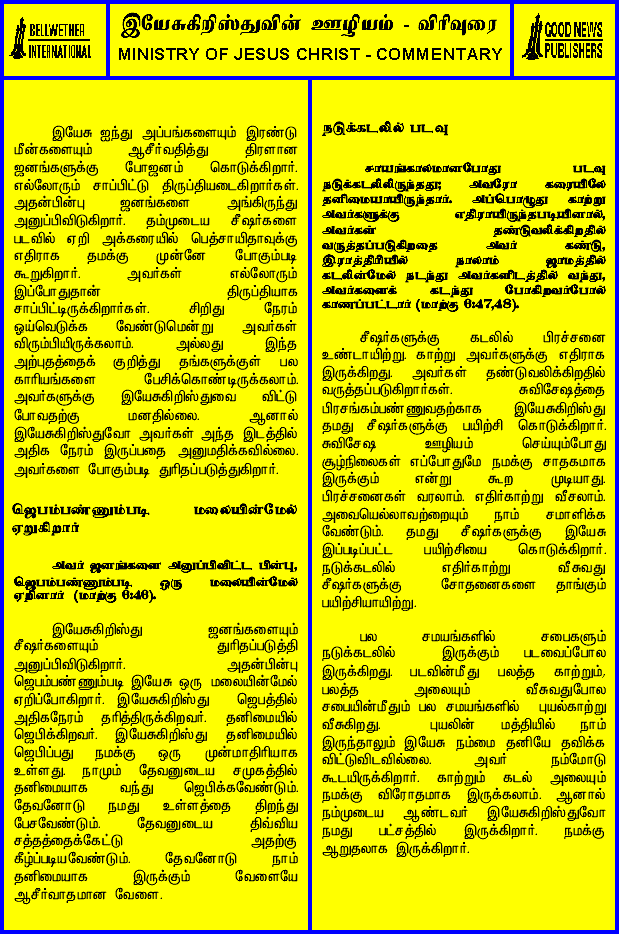 BELLWETHER
INTERNATIONAL
இயேசுகிறிஸ்துவின் ஊழியம் - விரிவுரை
MINISTRY OF JESUS CHRIST - COMMENTARY
GOOD NEWS
PUBLISHERS
இயேசு ஐந்து அப்பங்களையும் இரண்டு
மீன்களையும் ஆசீர்வதித்து திரளான
ஜனங்களுக்கு போஜனம் கொடுக்கிறார்.
எல்லோரும் சாப்பிட்டு திருப்தியடைகிறார்கள்.
அதன்பின்பு ஜனங்களை அங்கிருந்து
அனுப்பிவிடுகிறார். தம்முடைய சீஷர்களை
படவில் ஏறி அக்கரையில் பெத்சாயிதாவுக்கு
எதிராக தமக்கு முன்னே போகும்படி
கூறுகிறார். அவர்கள் எல்லோரும்
இப்போதுதான் திருப்தியாக
சாப்பிட்டிருக்கிறார்கள். சிறிது நேரம்
ஓய்வெடுக்க வேண்டுமென்று அவர்கள்
விரும்பியிருக்கலாம். அல்லது இந்த
அற்புதத்தைக் குறித்து தங்களுக்குள் பல
காரியங்களை பேசிக்கொண்டிருக்கலாம்.
அவர்களுக்கு இயேசுகிறிஸ்துவை விட்டு
போவதற்கு மனதில்லை. ஆனால்
இயேசுகிறிஸ்துவோ அவர்கள் அந்த இடத்தில்
அதிக நேரம் இருப்பதை அனுமதிக்கவில்லை.
அவர்களை போகும்படி துரிதப்படுத்துகிறார்.
ஜெபம்பண்ணும்படி மலையின்மேல்
ஏறுகிறார்
அவர் ஜனங்களை அனுப்பிவிட்ட பின்பு,
ஜெபம்பண்ணும்படி ஒரு மலையின்மேல்
ஏறினார் (மாற்கு 6:46).
இயேசுகிறிஸ்து ஜனங்களையும்
சீஷர்களையும் துரிதப்படுத்தி
அனுப்பிவிடுகிறார். அதன்பின்பு
ஜெபம்பண்ணும்படி இயேசு ஒரு மலையின்மேல்
ஏறிப்போகிறார். இயேசுகிறிஸ்து ஜெபத்தில்
அதிகநேரம் தரித்திருக்கிறவர். தனிமையில்
ஜெபிக்கிறவர். இயேசுகிறிஸ்து தனிமையில்
ஜெபிப்பது நமக்கு ஒரு முன்மாதிரியாக
உள்ளது. நாமும் தேவனுடைய சமுகத்தில்
தனிமையாக வந்து ஜெபிக்கவேண்டும்.
தேவனோடு நமது உள்ளத்தை திறந்து
பேசவேண்டும். தேவனுடைய திவ்விய
சத்தத்தைக்கேட்டு அதற்கு
கீழ்ப்படியவேண்டும். தேவனோடு நாம்
தனிமையாக இருக்கும் வேளையே
ஆசீர்வாதமான வேளை.
நடுக்கடலில் படவு
சாயங்காலமானபோது படவு
நடுக்கடலிலிருந்தது; அவரோ கரையிலே
தனிமையாயிருந்தார். அப்பொழுது காற்று
அவர்களுக்கு எதிராயிருந்தபடியினால்,
அவர்கள் தண்டுவலிக்கிறதில்
வருத்தப்படுகிறதை அவர் கண்டு,
இராத்திரியில் நாலாம் ஜாமத்தில்
கடலின்மேல் நடந்து அவர்களிடத்தில் வந்து,
அவர்களைக் கடந்து போகிறவர்போல்
காணப்பட்டார் (மாற்கு 6:47,48).
சீஷர்களுக்கு கடலில் பிரச்சனை
உண்டாயிற்று. காற்று அவர்களுக்கு எதிராக
இருக்கிறது. அவர்கள் தண்டுவலிக்கிறதில்
வருத்தப்படுகிறார்கள். சுவிசேஷத்தை
பிரசங்கம்பண்ணுவதற்காக இயேசுகிறிஸ்து
தமது சீஷர்களுக்கு பயிற்சி கொடுக்கிறார்.
சுவிசேஷ ஊழியம் செய்யும்போது
சூழ்நிலைகள் எப்போதுமே நமக்கு சாதகமாக
இருக்கும் என்று கூற முடியாது.
பிரச்சனைகள் வரலாம். எதிர்காற்று வீசலாம்.
அவையெல்லாவற்றையும் நாம் சமாளிக்க
வேண்டும். தமது சீஷர்களுக்கு இயேசு
இப்படிப்பட்ட பயிற்சியை கொடுக்கிறார்.
நடுக்கடலில் எதிர்காற்று வீசுவது
சீஷர்களுக்கு சோதனைகளை தாங்கும்
பயிற்சியாயிற்று.
பல சமயங்களில் சபைகளும்
நடுக்கடலில் இருக்கும் படவைப்போல
இருக்கிறது. படவின்மீது பலத்த காற்றும்,
பலத்த அலையும் வீசுவதுபோல
சபையின்மீதும் பல சமயங்களில் புயல்காற்று
வீசுகிறது. புயலின் மத்தியில் நாம்
இருந்தாலும் இயேசு நம்மை தனியே தவிக்க
விட்டுவிடவில்லை. அவர் நம்மோடு
கூடயிருக்கிறார். காற்றும் கடல் அலையும்
நமக்கு விரோதமாக இருக்கலாம். ஆனால்
நம்முடைய ஆண்டவர் இயேசுகிறிஸ்துவோ
நமது பட்சத்தில் இருக்கிறார். நமக்கு
ஆறுதலாக இருக்கிறார்.